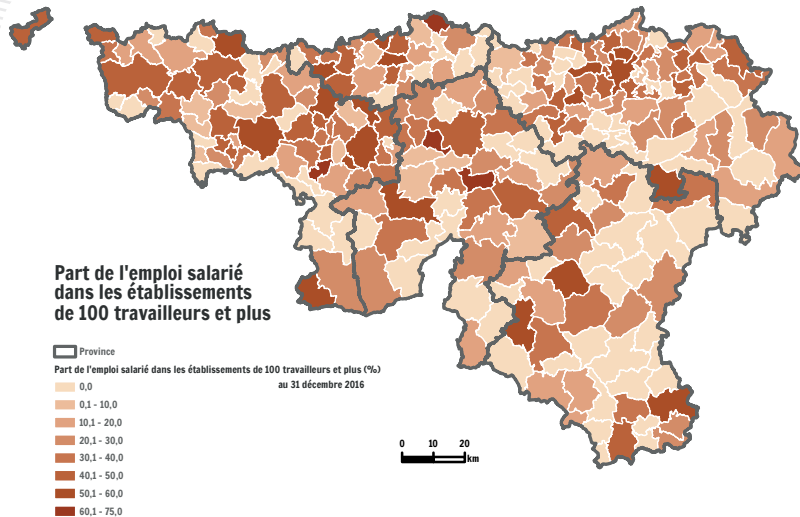 Part de l'emploi salarié
dans les établissements
de 100 travailleurs et plus
Province
Part de l'emploi salarié dans les établissements de 100 travailleurs et plus (%)
au 31 décembre 2016
0,0
0,1 - 10,0
10,1 - 20,0
20,1 - 30,0
30,1 - 40,0
40,1 - 50,0
50,1 - 60,0
60,1 - 75,0
0 10 20
km